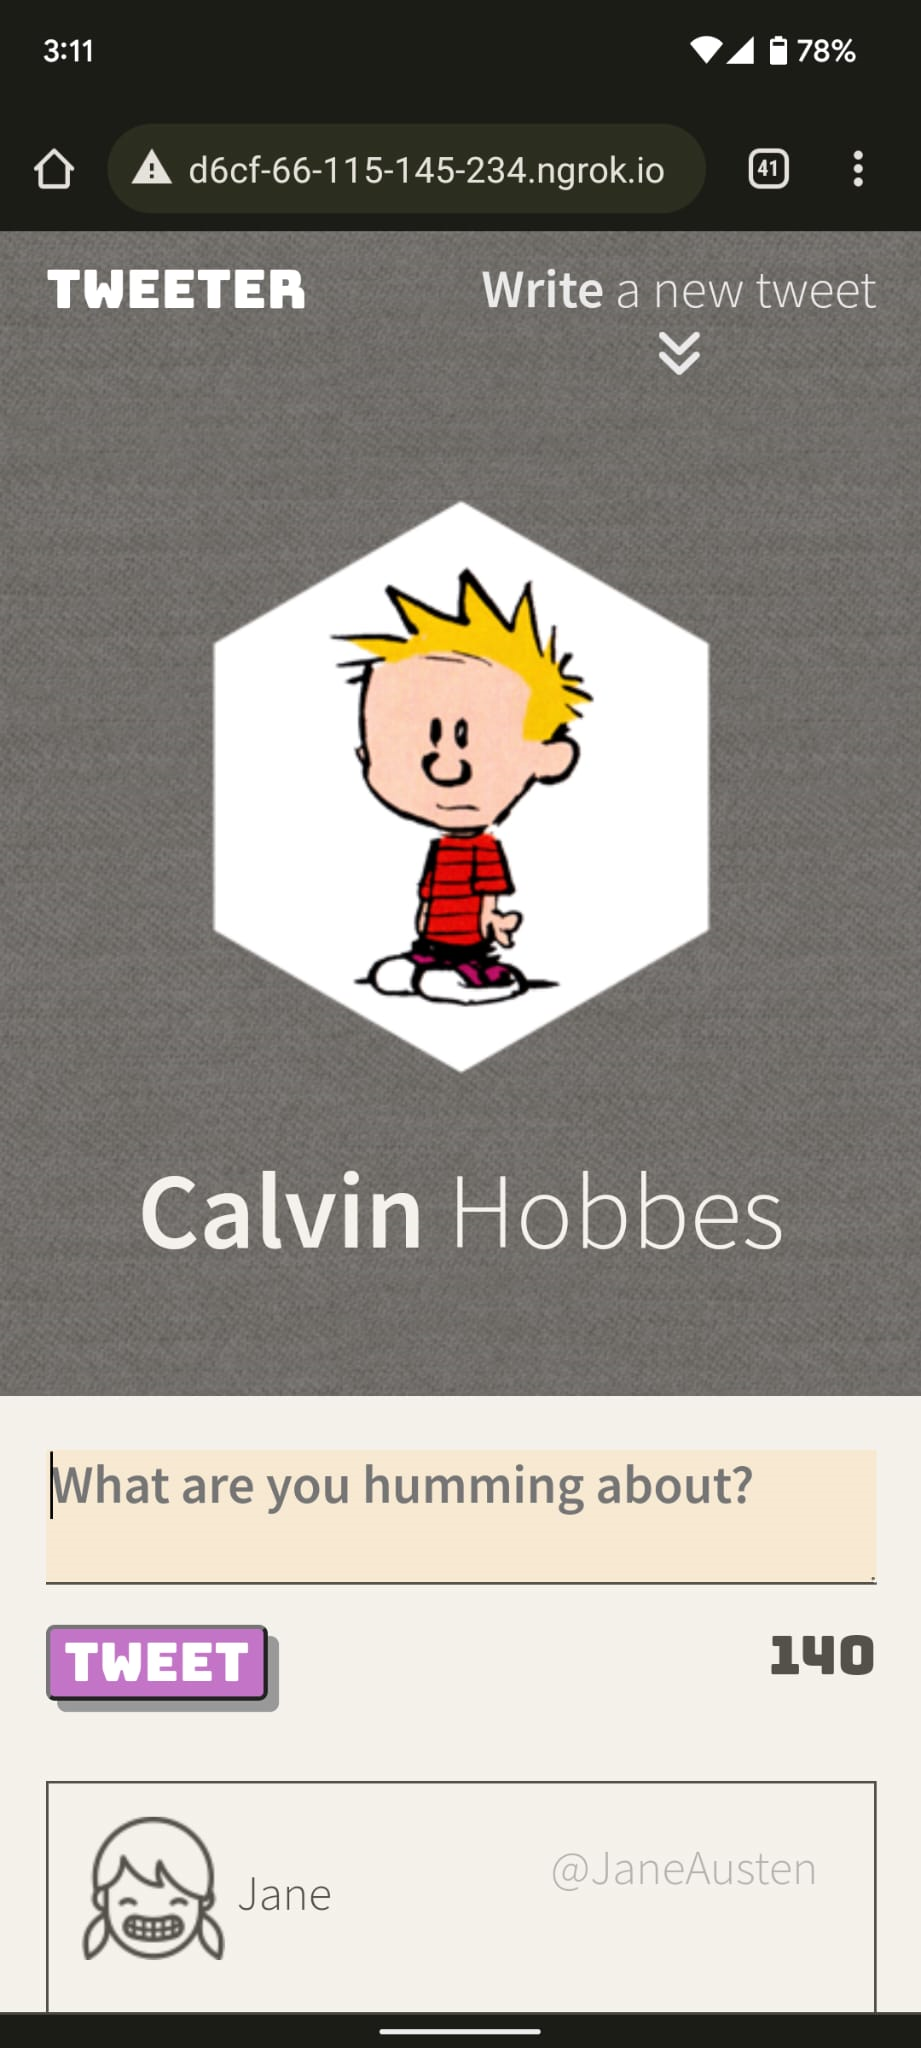 3:11
78%
d6cf-66-115-145-234.ngrok.io
41
TWEETER
Write a new tweet
Calvin Hobbes
What are you humming about?
TWEET
140
Jane
@JaneAusten